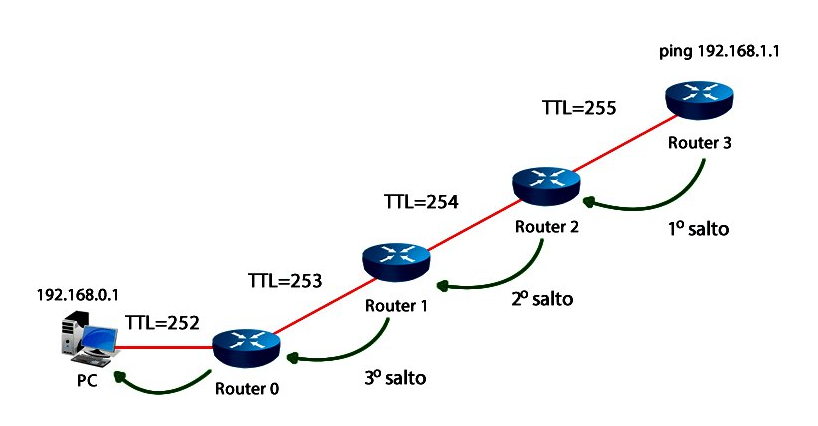 ping 192.168.1.1
TTL=255
Router 3
TTL=254
Router 2
1º salto
TTL=253
Router 1
2º salto
192.168.0.1
TTL=252
PC
Router 0
3º salto